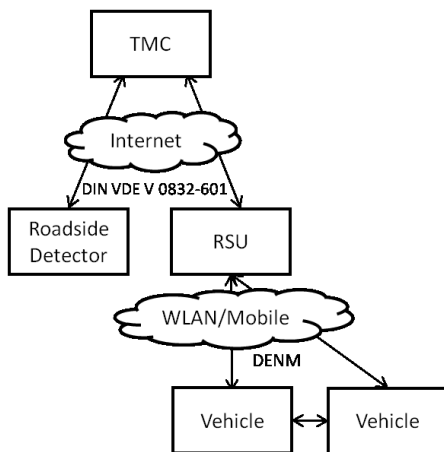 TMC
Internet
DIN VDE V 0832-601
Roadside
Detector
RSU
WLAN/Mobile
DENM
Vehicle
Vehicle